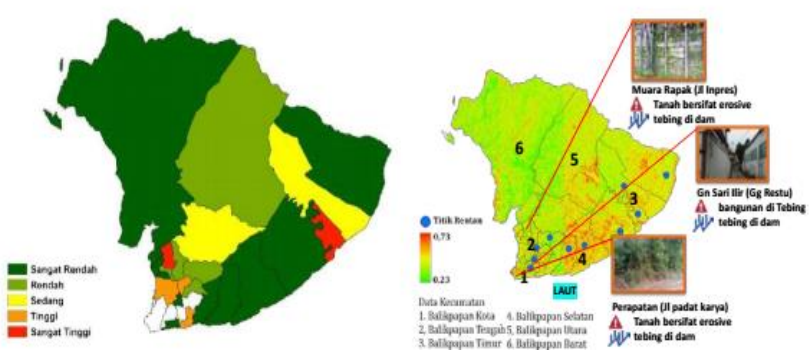 Sangat Rendah
Rendah
Sedang
Tinggi
Sangat Tinggi
Muara Rapak (Jl Inpres)
Tanah bersifat erosive
tebing di dam
Gn Sari Ilir (Gg Restu)
bangunan di Tebing
tebing di dam
Perapatan (Jl padat karya)
Tanah bersifat erosive
tebing di dam
6
5
3
2
4
1
Titik Rentan
0,73
0,23
LAUT
Data Kecamatan
1. Balikpapan Kota 4. Balikpapan Selatan
2. Balikpapan Tengah 5. Balikpapan Utara
3. Balikpapan Timur 6. Balikpapan Barat